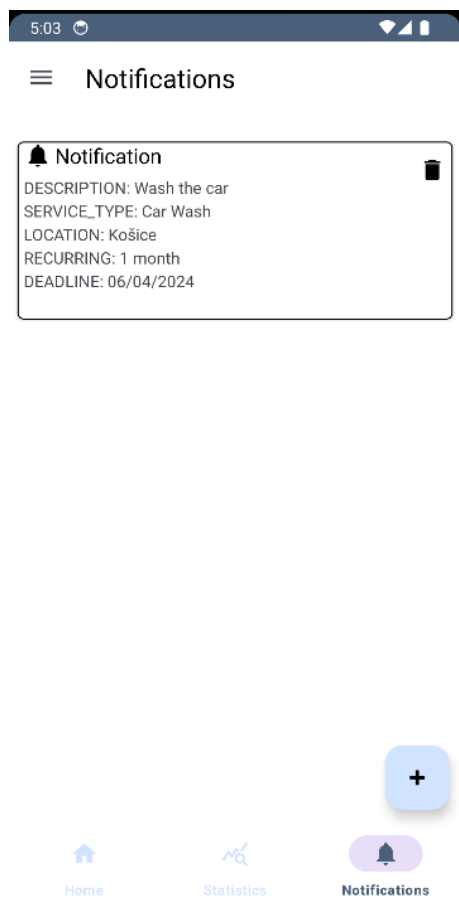 5:03
Notifications
Notification
DESCRIPTION: Wash the car
SERVICE_TYPE: Car Wash
LOCATION: Košice
RECURRING: 1 month
DEADLINE: 06/04/2024
+
Home
Statistics
Notifications